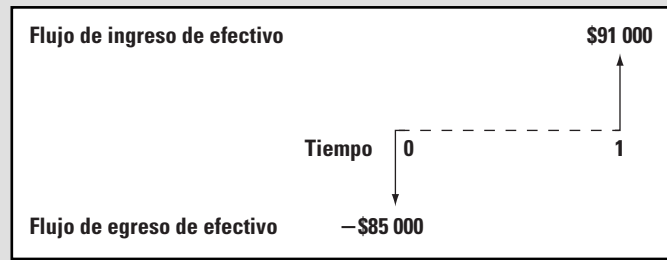 Flujo de ingreso de efectivo $91 000
Tiempo 0 1
Flujo de egreso de efectivo −$85 000